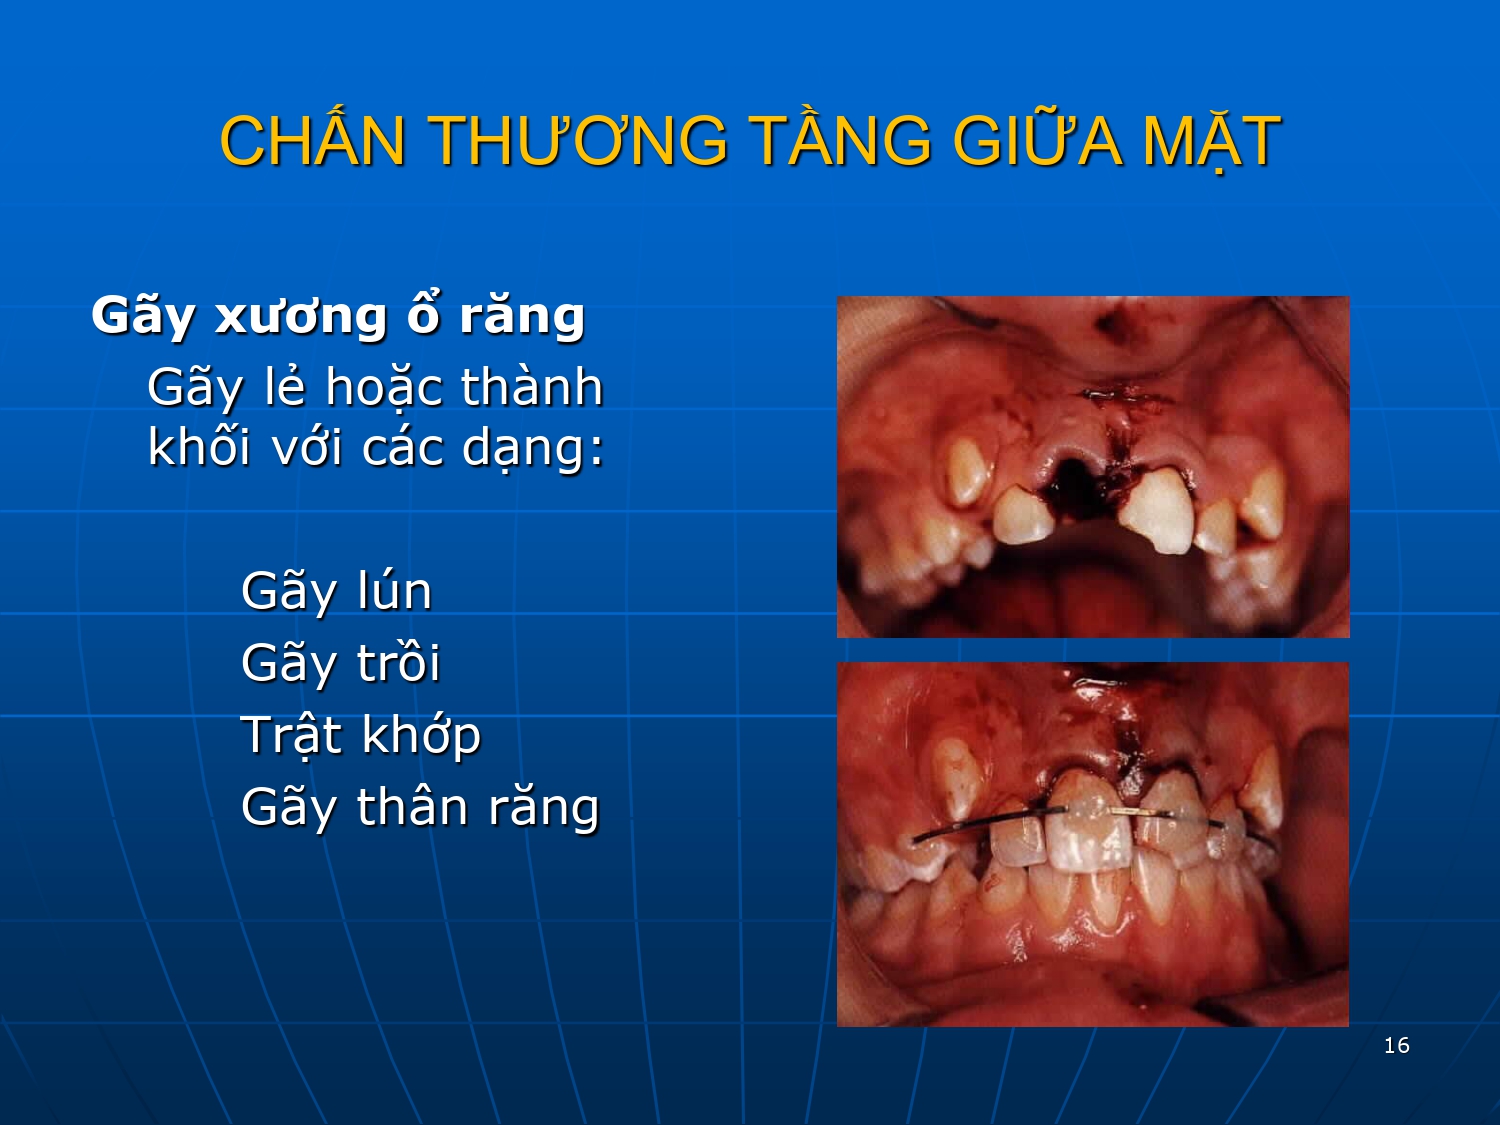 CHẤN THƯƠNG TẦNG GIỮA MẶT
Gãy xương ổ răng
Gãy lẻ hoặc thành
khối với các dạng:
Gãy lún
Gãy trồi
Trật khớp
Gãy thân răng
16